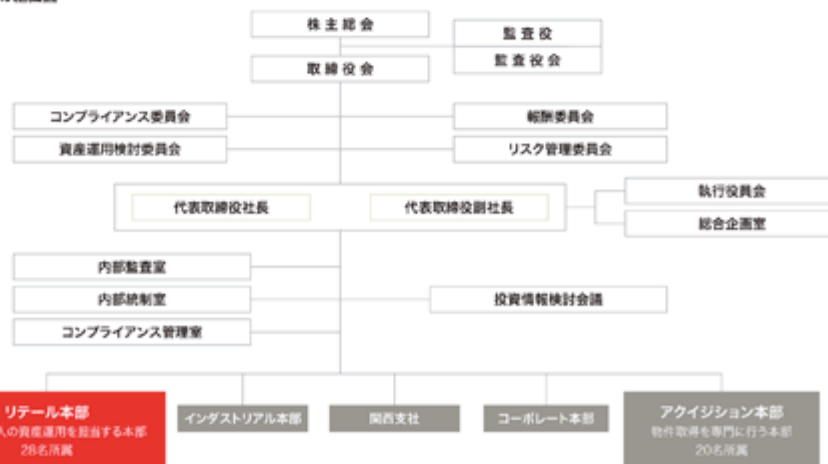 株主総会
監査役
監査役会
取締役会
コンプライアンス委員会
報酬委員会
資産運用検討委員会
リスク管理委員会
代表取締役社長
代表取締役副社長
執行役員会
総合企画室
内部監査室
内部統制室
投資情報検討会議
コンプライアンス管理室
リテール本部
人の資産運用を担当する本部
28名所属
インダストリアル本部
関西支社
コーポレート本部
アクイジション本部
物件取得を専門に行う本部
20名所属